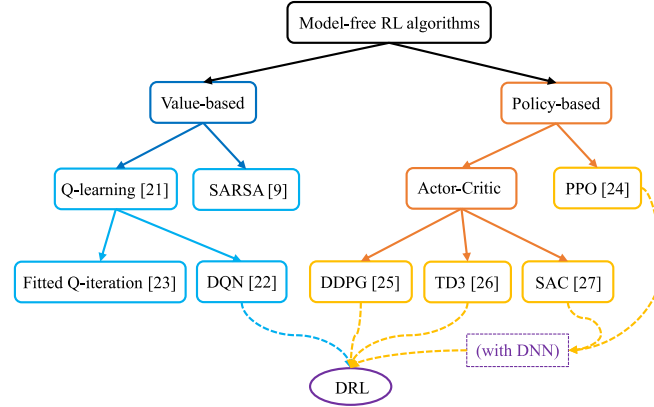 Model-free RL algorithms
Value-based
Policy-based
Q-learning [21]
SARSA [9]
Actor-Critic
PPO [24]
Fitted Q-iteration [23]
DQN [22]
DDPG [25]
TD3 [26]
SAC [27]
(with DNN)
DRL